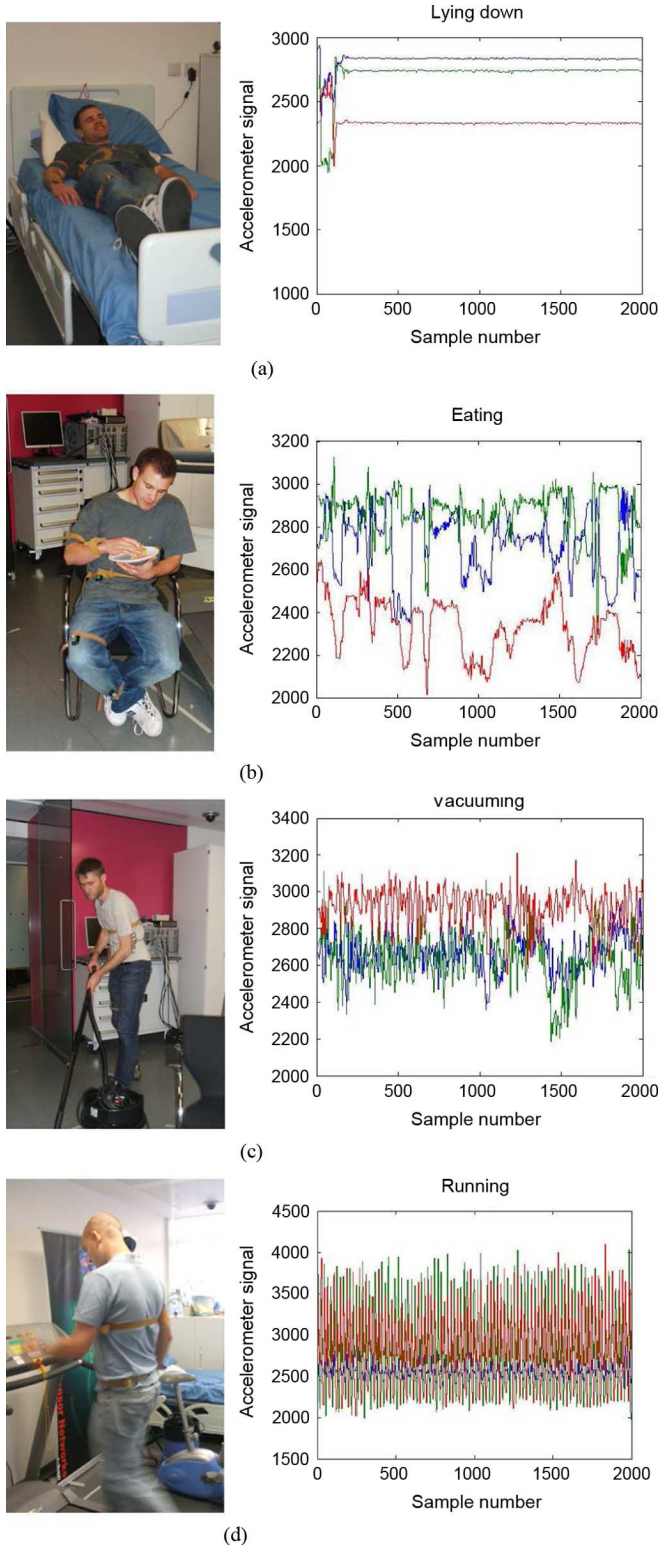 Lying down
3000
2500
2000
1500
1000
Accelerometer signal
0 500 1000 1500 2000
Sample number
(a)
Eating
3200
3000
2800
2600
2400
2200
2000
Accelerometer signal
0 500 1000 1500 2000
Sample number
(b)
Vacuuming
3400
3200
3000
2800
2600
2400
2200
2000
Accelerometer signal
0 500 1000 1500 2000
Sample number
(c)
Running
4500
4000
3500
3000
2500
2000
1500
Accelerometer signal
0 500 1000 1500 2000
Sample number
sor Networks
(d)